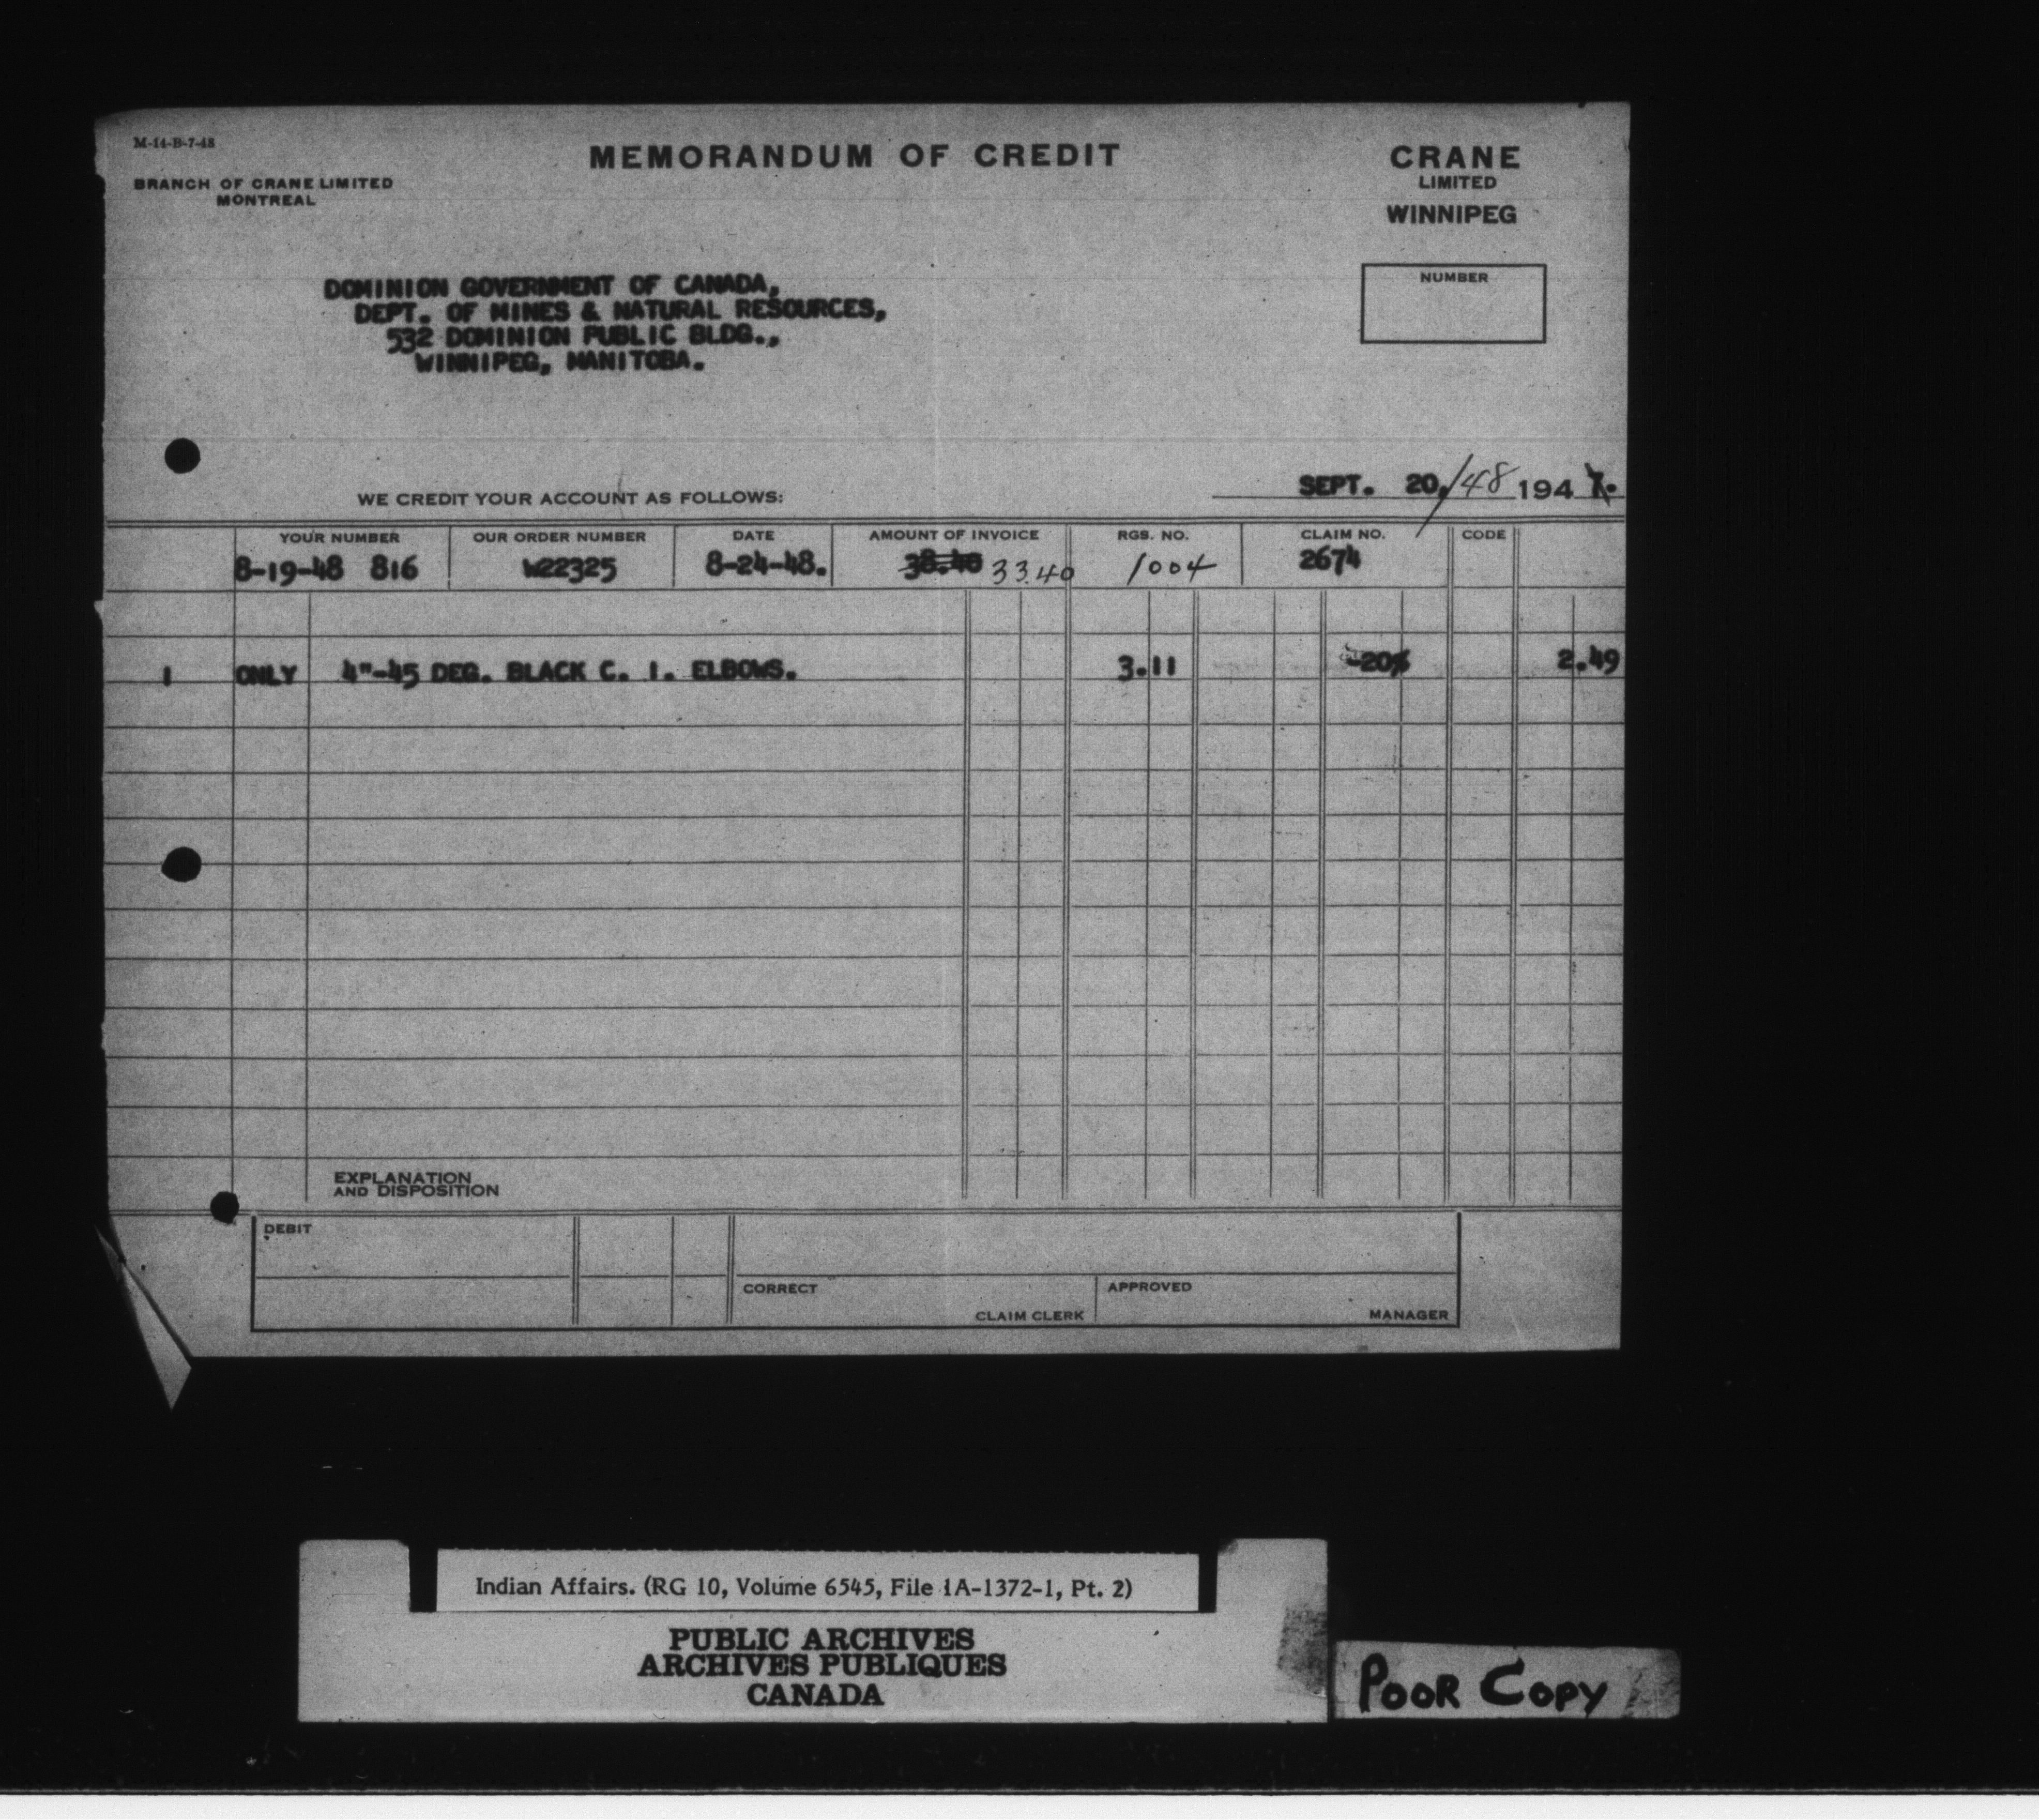 M-14-B-7-48
BRANCH OF CRANE LIMITED
MONTREAL
MEMORANDUM OF CREDIT
CRANE
LIMITED
WINNIPEG
NUMBER
DOMINION GOVERNMENT OF CANADA,
DEPT. OF MINES & NATURAL RESOURCES,
532 DOMINION PUBLIC BLDG.,
WINNIPEG, MANITOBA.
WE CREDIT YOUR ACCOUNT AS FOLLOWS:
SEPT. 20,/48 194
YOUR NUMBER OUR ORDER NUMBER DATE AMOUNT OF INVOICE RGS. NO. CLAIM NO. CODE
8-19-48 816 W22325 8-24-48. 38.40 33.40 1004 2674
1 ONLY 4"-45 DEG. BLACK C. I. ELBOWS. 3.11 -20% 2.49
EXPLANATION
AND DISPOSITION
DEBIT
CORRECT APPROVED
CLAIM CLERK MANAGER
Indian Affairs. (RG 10, Volume 6545, File 1A-1372-1, Pt. 2)
PUBLIC ARCHIVES
ARCHIVES PUBLIQUES
CANADA
POOR COPY